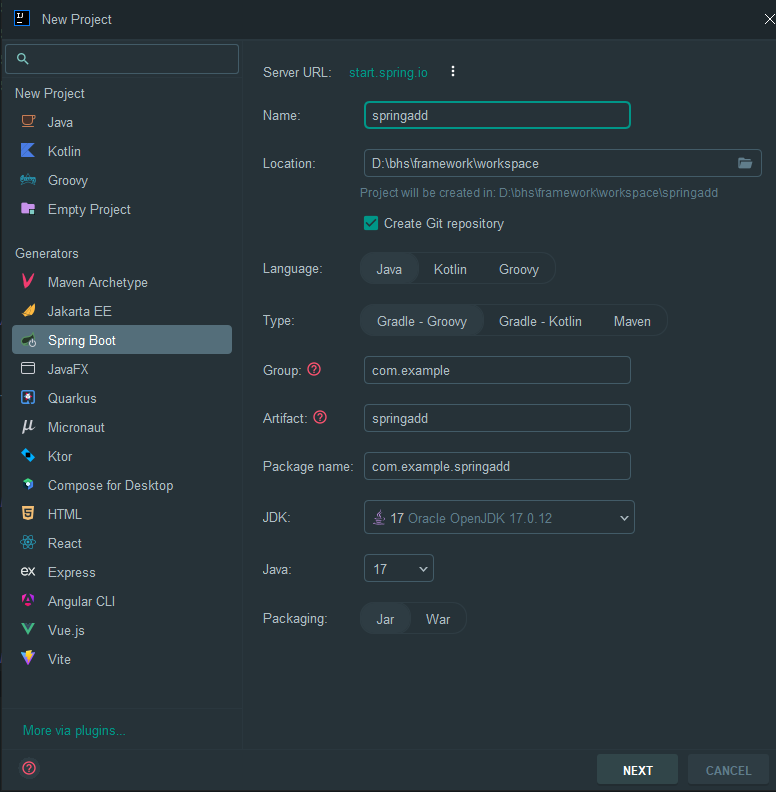 New Project
New Project
Java
Kotlin
Groovy
Empty Project
Generators
Maven Archetype
Jakarta EE
Spring Boot
JavaFX
Quarkus
Micronaut
Ktor
Compose for Desktop
HTML
React
Express
Angular CLI
Vue.js
Vite
More via plugins...
Server URL: start.spring.io
Name: springadd
Location: D:\bhs\framework\workspace
Project will be created in: D:\bhs\framework\workspace\springadd
Create Git repository
Language: Java Kotlin Groovy
Type: Gradle - Groovy Gradle - Kotlin Maven
Group: com.example
Artifact: springadd
Package name: com.example.springadd
JDK: 17 Oracle OpenJDK 17.0.12
Java: 17
Packaging: Jar War
NEXT CANCEL